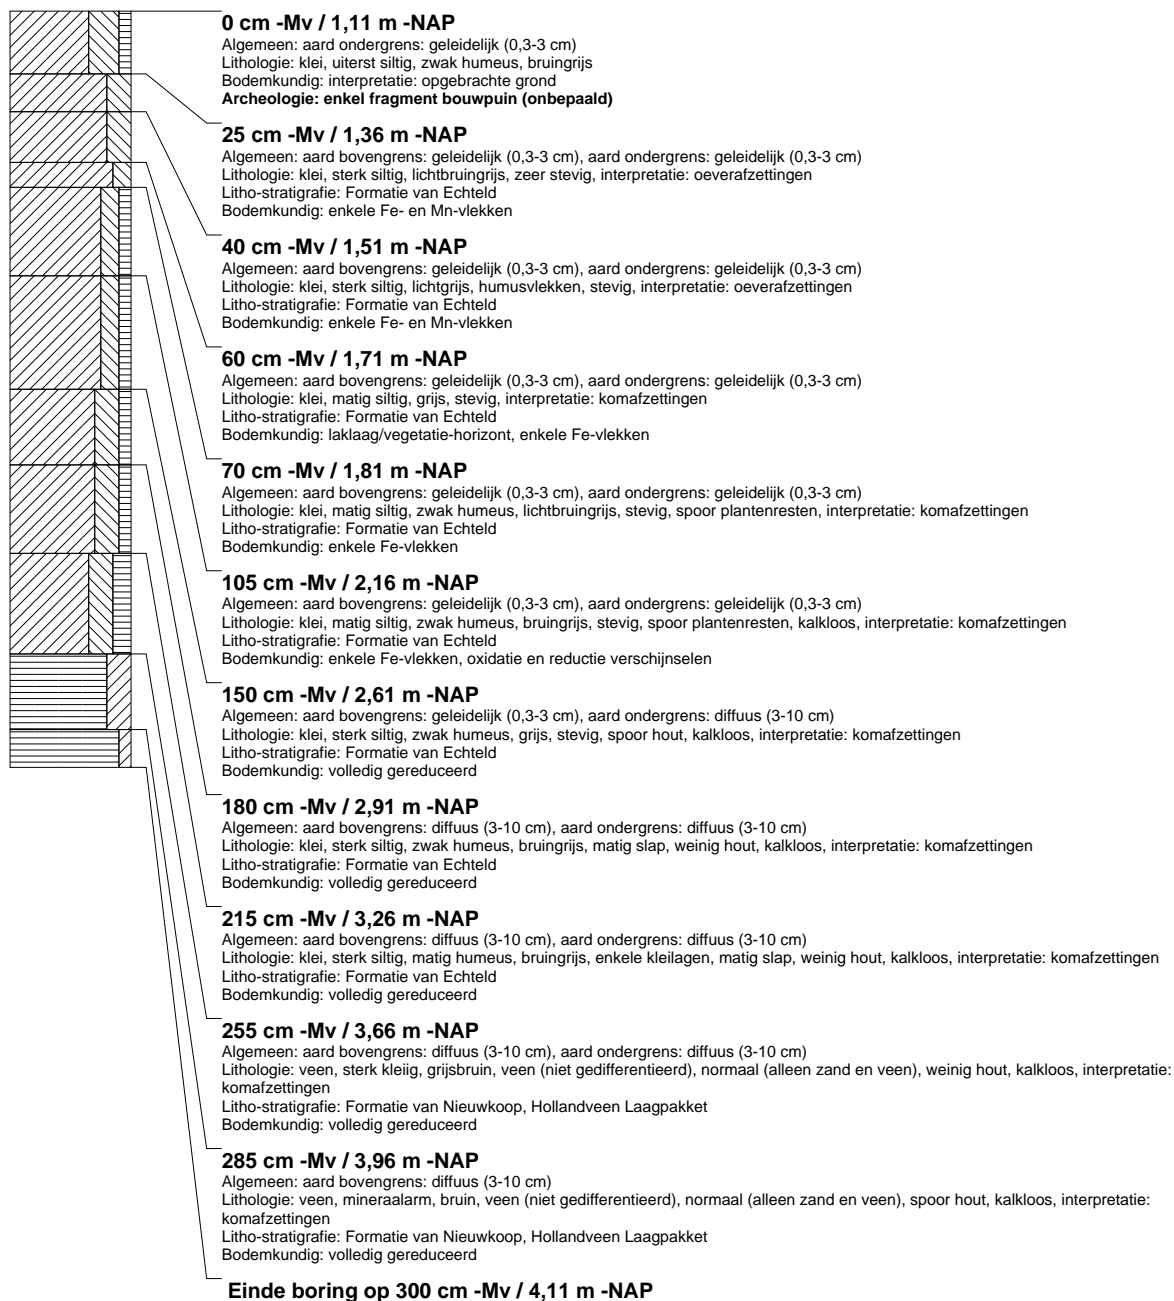 0 cm -Mv / 1,11 m -NAP
Algemeen: aard ondergrens: geleidelijk (0,3-3 cm)
Lithologie: klei, uiterst siltig, zwak humeus, bruingrijs
Bodemkundig: interpretatie: opgebrachte grond
Archeologie: enkel fragment bouwpuin (onbepaald)
25 cm -Mv / 1,36 m -NAP
Algemeen: aard bovengrens: geleidelijk (0,3-3 cm), aard ondergrens: geleidelijk (0,3-3 cm)
Lithologie: klei, sterk siltig, lichtbruingrijs, zeer stevig, interpretatie: oeverafzettingen
Litho-stratigrafie: Formatie van Echteld
Bodemkundig: enkele Fe- en Mn-vlekken
40 cm -Mv / 1,51 m -NAP
Algemeen: aard bovengrens: geleidelijk (0,3-3 cm), aard ondergrens: geleidelijk (0,3-3 cm)
Lithologie: klei, sterk siltig, lichtgrijs, humusvlekken, stevig, interpretatie: oeverafzettingen
Litho-stratigrafie: Formatie van Echteld
Bodemkundig: enkele Fe- en Mn-vlekken
60 cm -Mv / 1,71 m -NAP
Algemeen: aard bovengrens: geleidelijk (0,3-3 cm), aard ondergrens: geleidelijk (0,3-3 cm)
Lithologie: klei, matig siltig, grijs, stevig, interpretatie: komafzettingen
Litho-stratigrafie: Formatie van Echteld
Bodemkundig: laklaag/vegetatie-horizont, enkele Fe-vlekken
70 cm -Mv / 1,81 m -NAP
Algemeen: aard bovengrens: geleidelijk (0,3-3 cm), aard ondergrens: geleidelijk (0,3-3 cm)
Lithologie: klei, matig siltig, zwak humeus, lichtbruingrijs, stevig, spoor plantenresten, interpretatie: komafzettingen
Litho-stratigrafie: Formatie van Echteld
Bodemkundig: enkele Fe-vlekken
105 cm -Mv / 2,16 m -NAP
Algemeen: aard bovengrens: geleidelijk (0,3-3 cm), aard ondergrens: geleidelijk (0,3-3 cm)
Lithologie: klei, matig siltig, zwak humeus, bruingrijs, stevig, spoor plantenresten, kalkloos, interpretatie: komafzettingen
Litho-stratigrafie: Formatie van Echteld
Bodemkundig: enkele Fe-vlekken, oxidatie en reductie verschijnselen
150 cm -Mv / 2,61 m -NAP
Algemeen: aard bovengrens: geleidelijk (0,3-3 cm), aard ondergrens: diffuus (3-10 cm)
Lithologie: klei, sterk siltig, zwak humeus, grijs, stevig, spoor hout, kalkloos, interpretatie: komafzettingen
Litho-stratigrafie: Formatie van Echteld
Bodemkundig: volledig gereduceerd
180 cm -Mv / 2,91 m -NAP
Algemeen: aard bovengrens: diffuus (3-10 cm), aard ondergrens: diffuus (3-10 cm)
Lithologie: klei, sterk siltig, zwak humeus, bruingrijs, matig slap, weinig hout, kalkloos, interpretatie: komafzettingen
Litho-stratigrafie: Formatie van Echteld
Bodemkundig: volledig gereduceerd
215 cm -Mv / 3,26 m -NAP
Algemeen: aard bovengrens: diffuus (3-10 cm), aard ondergrens: diffuus (3-10 cm)
Lithologie: klei, sterk siltig, matig humeus, bruingrijs, enkele kleilagen, matig slap, weinig hout, kalkloos, interpretatie: komafzettingen
Litho-stratigrafie: Formatie van Echteld
Bodemkundig: volledig gereduceerd
255 cm -Mv / 3,66 m -NAP
Algemeen: aard bovengrens: diffuus (3-10 cm), aard ondergrens: diffuus (3-10 cm)
Lithologie: veen, sterk kleiig, grijsbruin, veen (niet gedifferentieerd), normaal (alleen zand en veen), weinig hout, kalkloos, interpretatie:
komafzettingen
Litho-stratigrafie: Formatie van Nieuwkoop, Hollandveen Laagpakket
Bodemkundig: volledig gereduceerd
285 cm -Mv / 3,96 m -NAP
Algemeen: aard bovengrens: diffuus (3-10 cm)
Lithologie: veen, mineraalarm, bruin, veen (niet gedifferentieerd), normaal (alleen zand en veen), spoor hout, kalkloos, interpretatie:
komafzettingen
Litho-stratigrafie: Formatie van Nieuwkoop, Hollandveen Laagpakket
Bodemkundig: volledig gereduceerd
Einde boring op 300 cm -Mv / 4,11 m -NAP